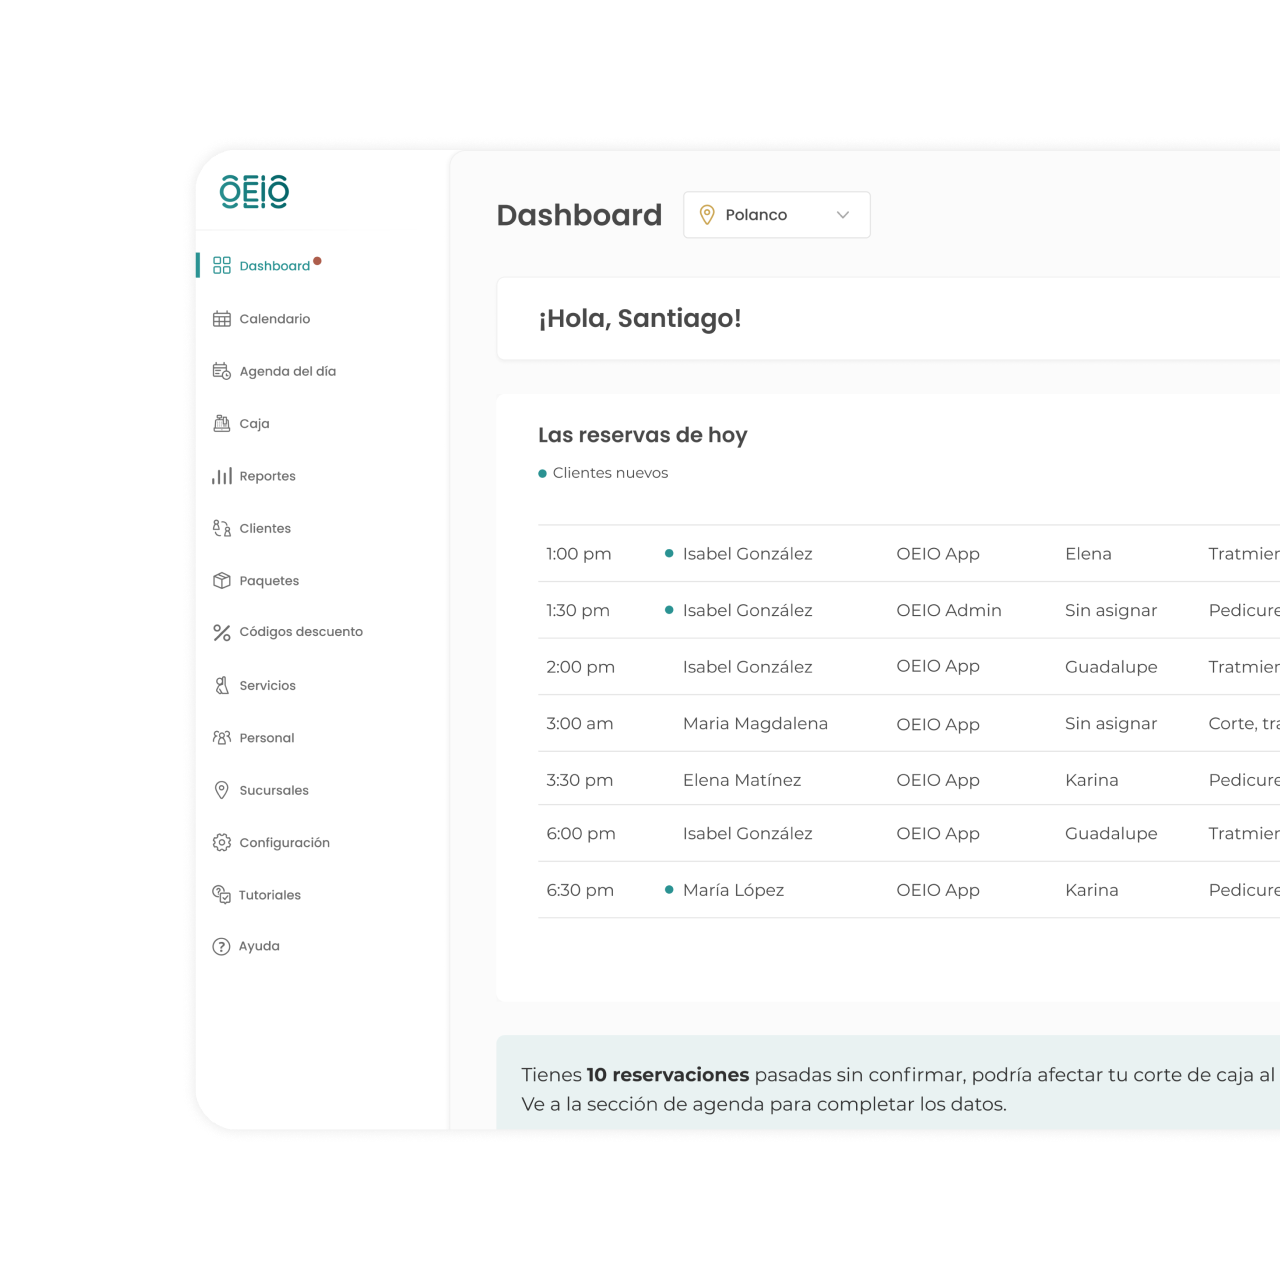 OEIO
Dashboard
Calendario
Agenda del día
Caja
Reportes
Clientes
Paquetes
Códigos descuento
Servicios
Personal
Sucursales
Configuración
Tutoriales
Ayuda
Dashboard
Polanco
¡Hola, Santiago!
Las reservas de hoy
Clientes nuevos
1:00 pm Isabel González OEIO App Elena Tratmier
1:30 pm Isabel González OEIO Admin Sin asignar Pedicure
2:00 pm Isabel González OEIO App Guadalupe Tratmier
3:00 am Maria Magdalena OEIO App Sin asignar Corte, tra
3:30 pm Elena Matínez OEIO App Karina Pedicure
6:00 pm Isabel González OEIO App Guadalupe Tratmier
6:30 pm María López OEIO App Karina Pedicure
Tienes 10 reservaciones pasadas sin confirmar, podría afectar tu corte de caja al
Ve a la sección de agenda para completar los datos.